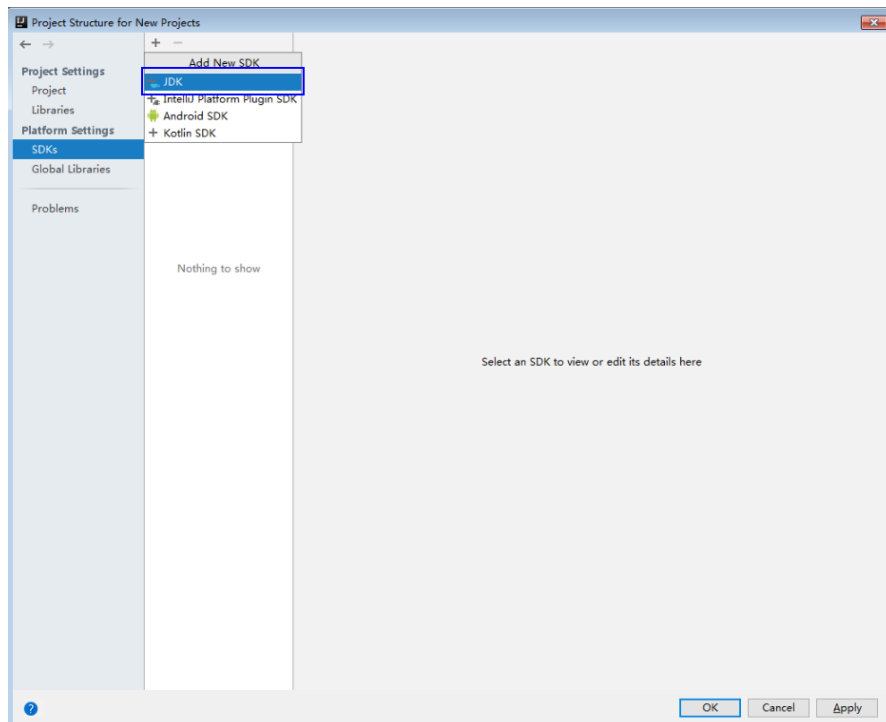 Project Structure for New Projects
Project Settings
Project
Libraries
Platform Settings
SDKs
Global Libraries
Problems
Add New SDK
JDK
IntelliJ Platform Plugin SDK
Android SDK
Kotlin SDK
Nothing to show
Select an SDK to view or edit its details here
OK
Cancel
Apply